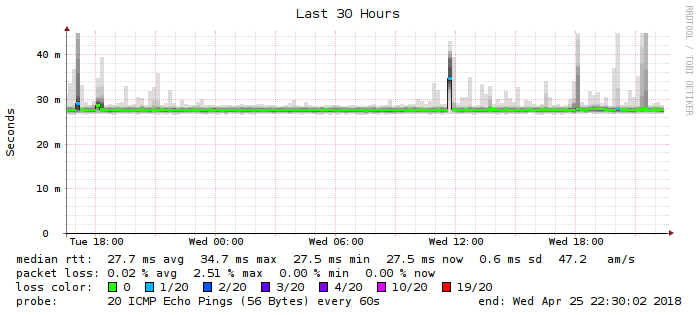 Last 30 Hours
RRDTOOL / TOBI OETIKER
Seconds
40 m
30 m
20 m
10 m
0
Tue 18:00 Wed 00:00 Wed 06:00 Wed 12:00 Wed 18:00
median rtt: 27.7 ms avg 34.7 ms max 27.5 ms min 27.5 ms now 0.6 ms sd 47.2 am/s
packet loss: 0.02 % avg 2.51 % max 0.00 % min 0.00 % now
loss color: 0 1/20 2/20 3/20 4/20 10/20 19/20
probe: 20 ICMP Echo Pings (56 Bytes) every 60s end: Wed Apr 25 22:30:02 2018